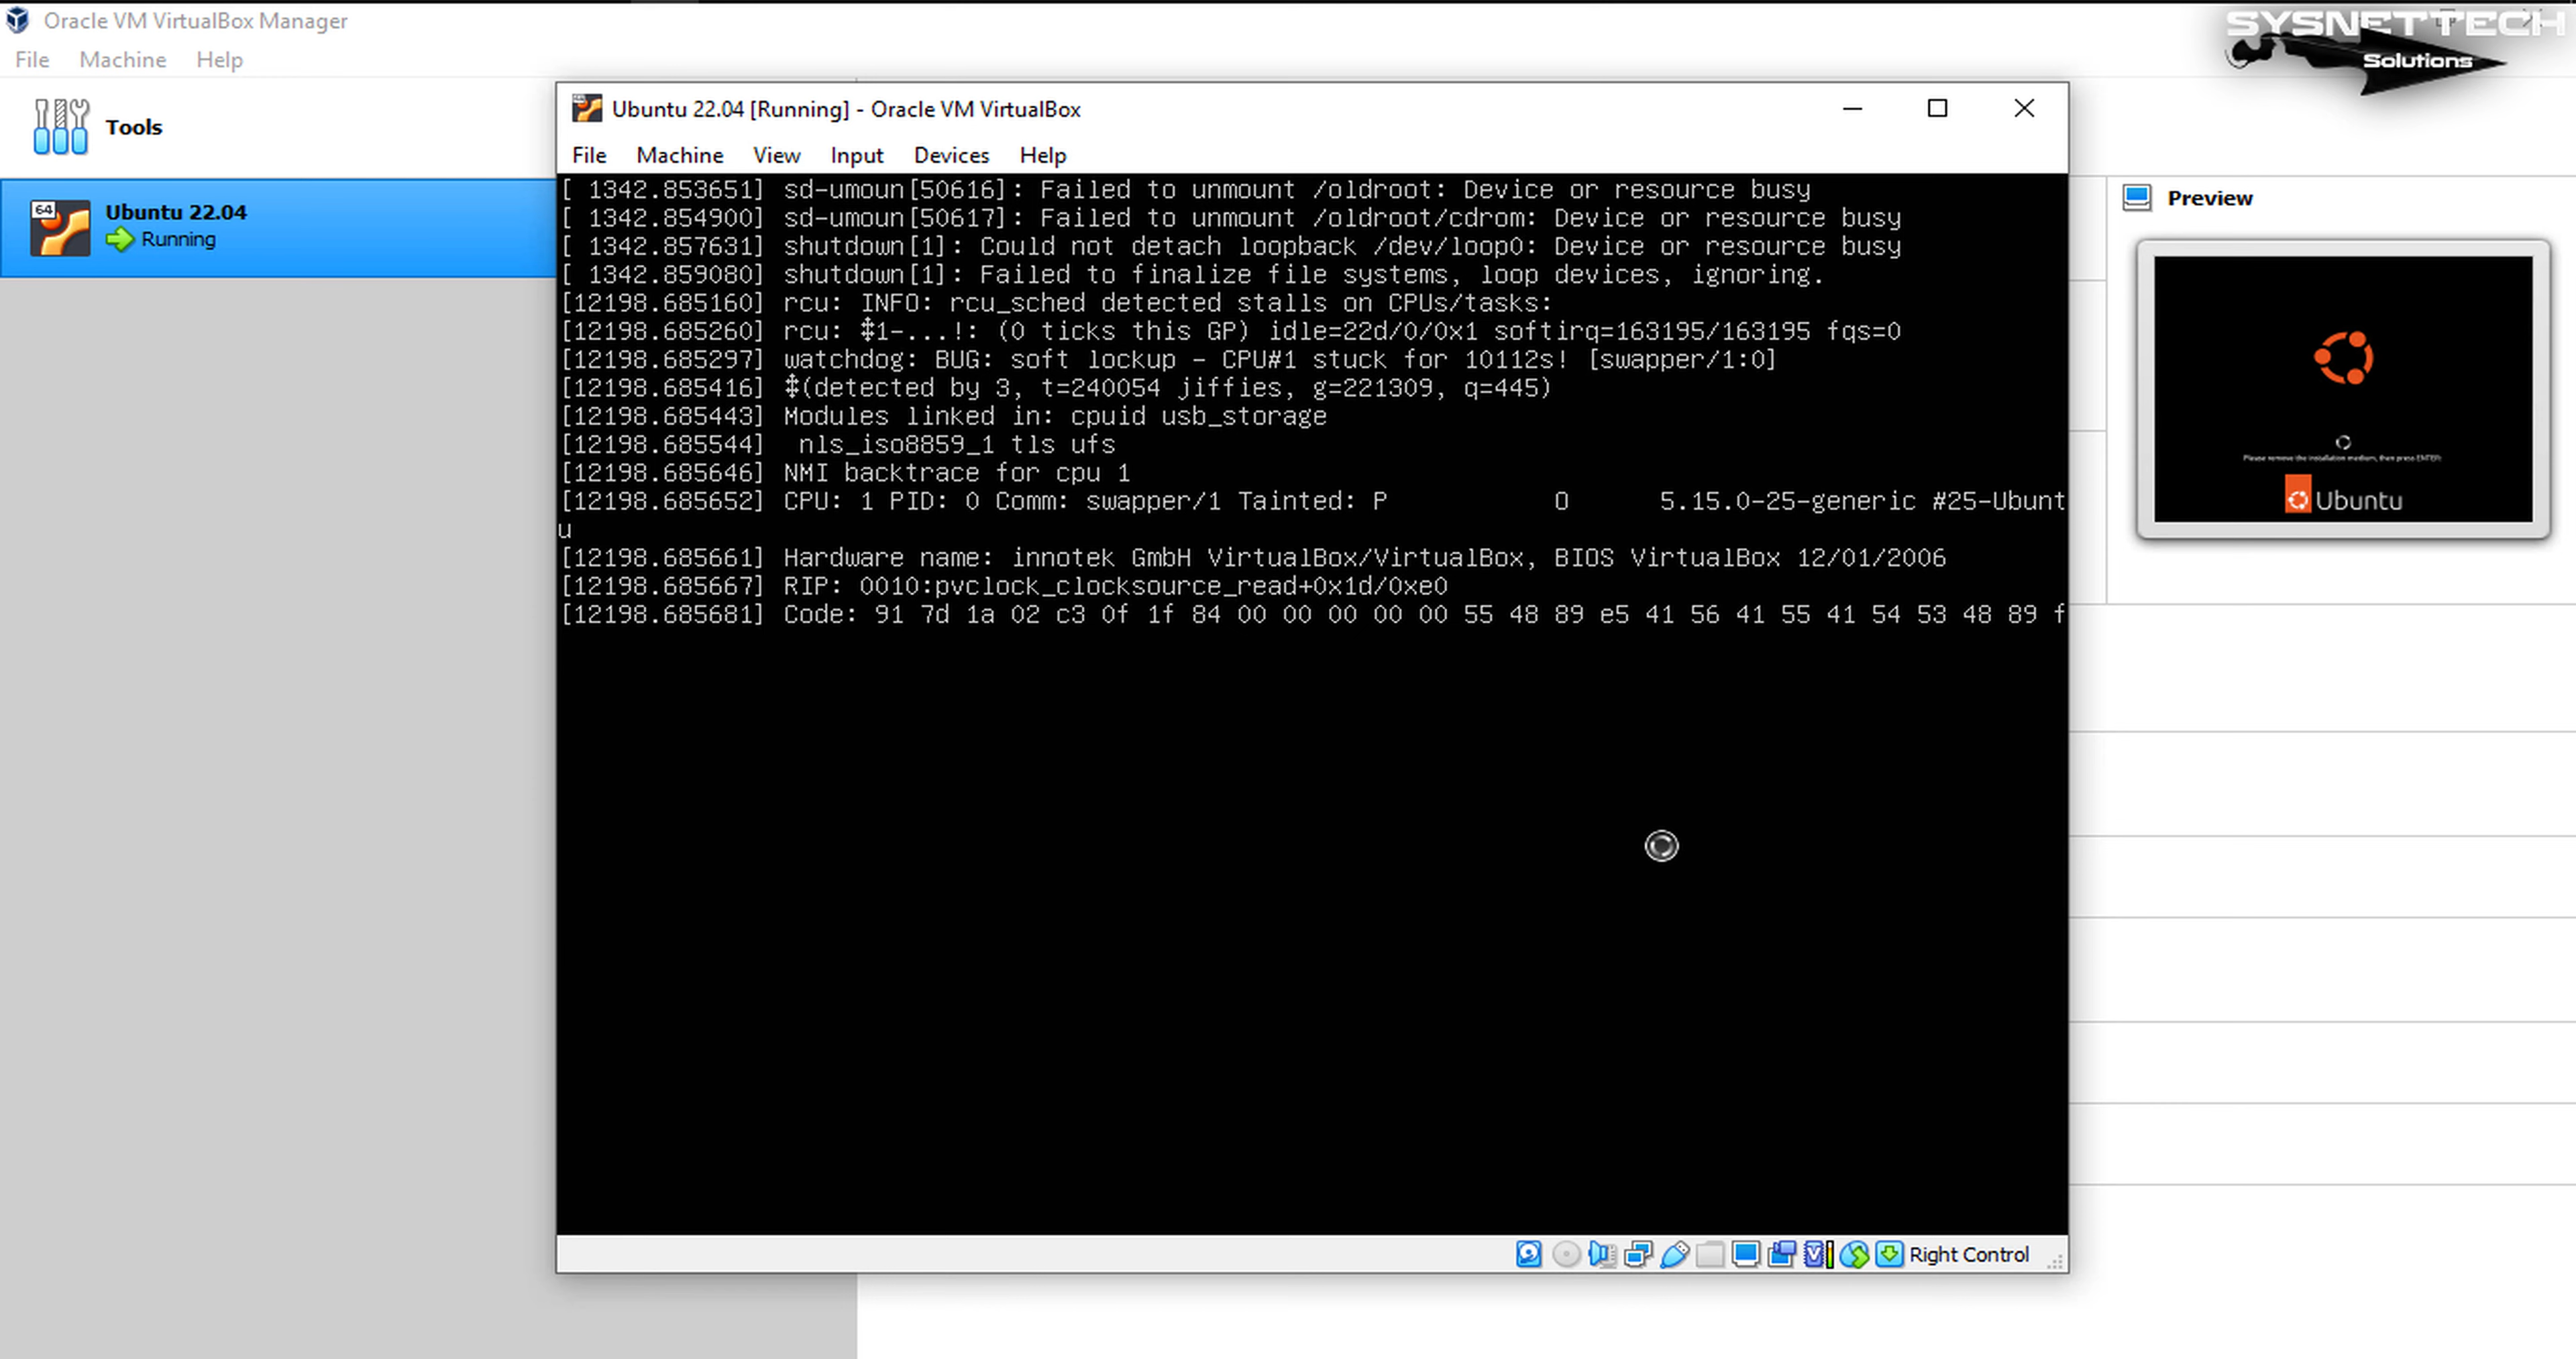 Oracle VM VirtualBox Manager
SYSNETTECH
Solutions
File Machine Help
Tools
Ubuntu 22.04 [Running] - Oracle VM VirtualBox
File Machine View Input Devices Help
64
Ubuntu 22.04
Running
[ 1342.853651] sd-umoun[50616]: Failed to unmount /oldroot: Device or resource busy
[ 1342.854900] sd-umoun[50617]: Failed to unmount /oldroot/cdrom: Device or resource busy
[ 1342.857631] shutdown[1]: Could not detach loopback /dev/loop0: Device or resource busy
[ 1342.859080] shutdown[1]: Failed to finalize file systems, loop devices, ignoring.
[12198.685160] rcu: INFO: rcu_sched detected stalls on CPUs/tasks:
[12198.685260] rcu: ‡1-...!: (0 ticks this GP) idle=22d/0/0x1 softirq=163195/163195 fqs=0
[12198.685297] watchdog: BUG: soft lockup - CPU#1 stuck for 10112s! [swapper/1:0]
[12198.685416] ‡(detected by 3, t=240054 jiffies, g=221309, q=445)
[12198.685443] Modules linked in: cpuid usb_storage
[12198.685544]  nls_iso8859_1 tls ufs
[12198.685646] NMI backtrace for cpu 1
[12198.685652] CPU: 1 PID: 0 Comm: swapper/1 Tainted: P           O      5.15.0-25-generic #25-Ubunt
u
[12198.685661] Hardware name: innotek GmbH VirtualBox/VirtualBox, BIOS VirtualBox 12/01/2006
[12198.685667] RIP: 0010:pvclock_clocksource_read+0x1d/0xe0
[12198.685681] Code: 91 7d 1a 02 c3 0f 1f 84 00 00 00 00 00 55 48 89 e5 41 56 41 55 41 54 53 48 89 f
Right Control
Preview
Please remove the installation medium, then press ENTER:
Ubuntu